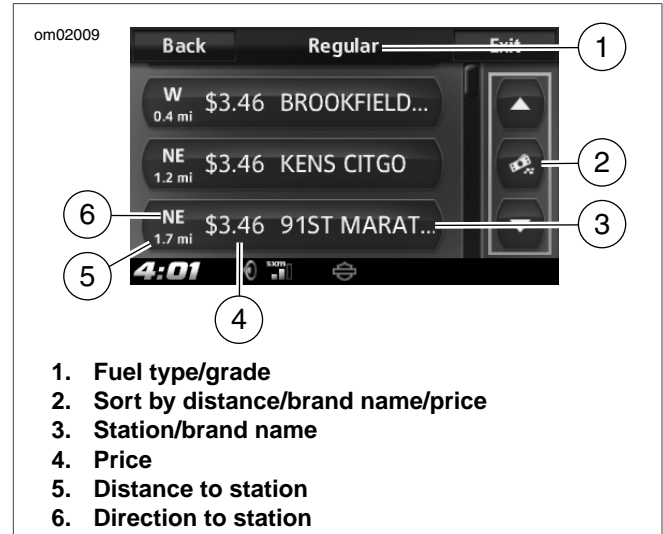 om02009
Back Regular Exit 1
W $3.46 BROOKFIELD...
0.4 mi
NE $3.46 KENS CITGO 2
1.2 mi
6 NE $3.46 91ST MARAT... 3
5 1.7 mi
4:01 sxm
4
1. Fuel type/grade
2. Sort by distance/brand name/price
3. Station/brand name
4. Price
5. Distance to station
6. Direction to station